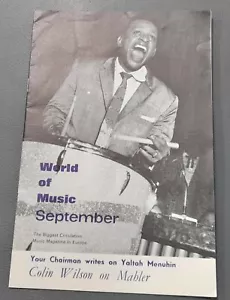 World
of
Music
September
The Biggest Circulation
Music Magazine in Europe
Your Chairman writes on Yaltah Menuhin
Colin Wilson on Mahler